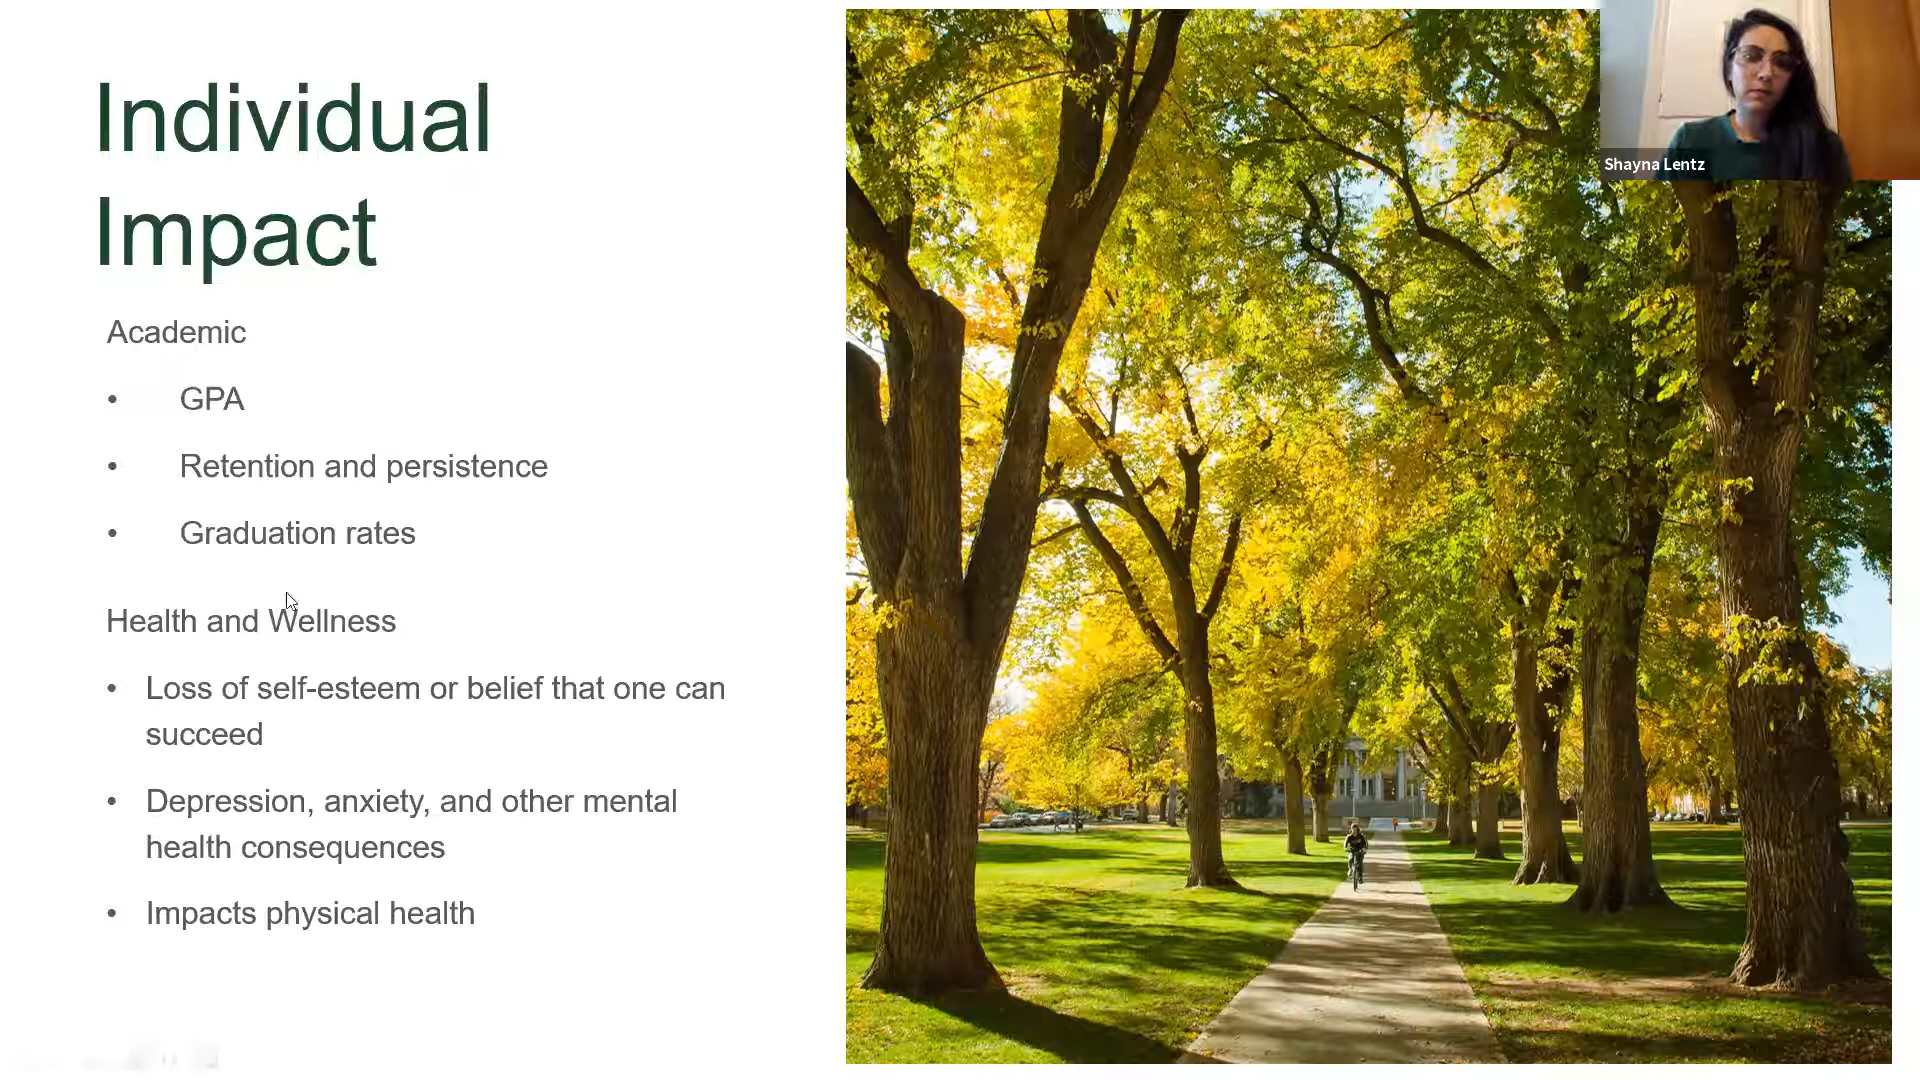 Individual
Impact
Academic
• GPA
• Retention and persistence
• Graduation rates
Health and Wellness
• Loss of self-esteem or belief that one can
succeed
• Depression, anxiety, and other mental
health consequences
• Impacts physical health
Shayna Lentz